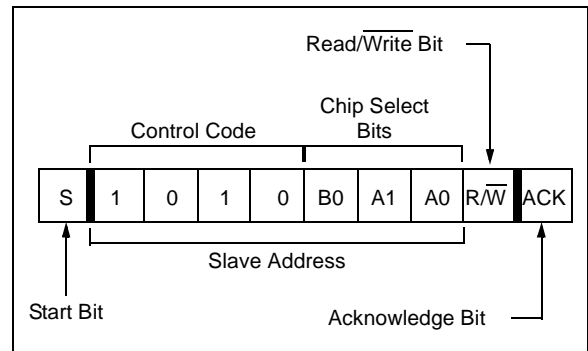 Read/Write Bit
Chip Select
Bits
Control Code
S 1 0 1 0 B0 A1 A0 R/W ACK
Slave Address
Start Bit
Acknowledge Bit